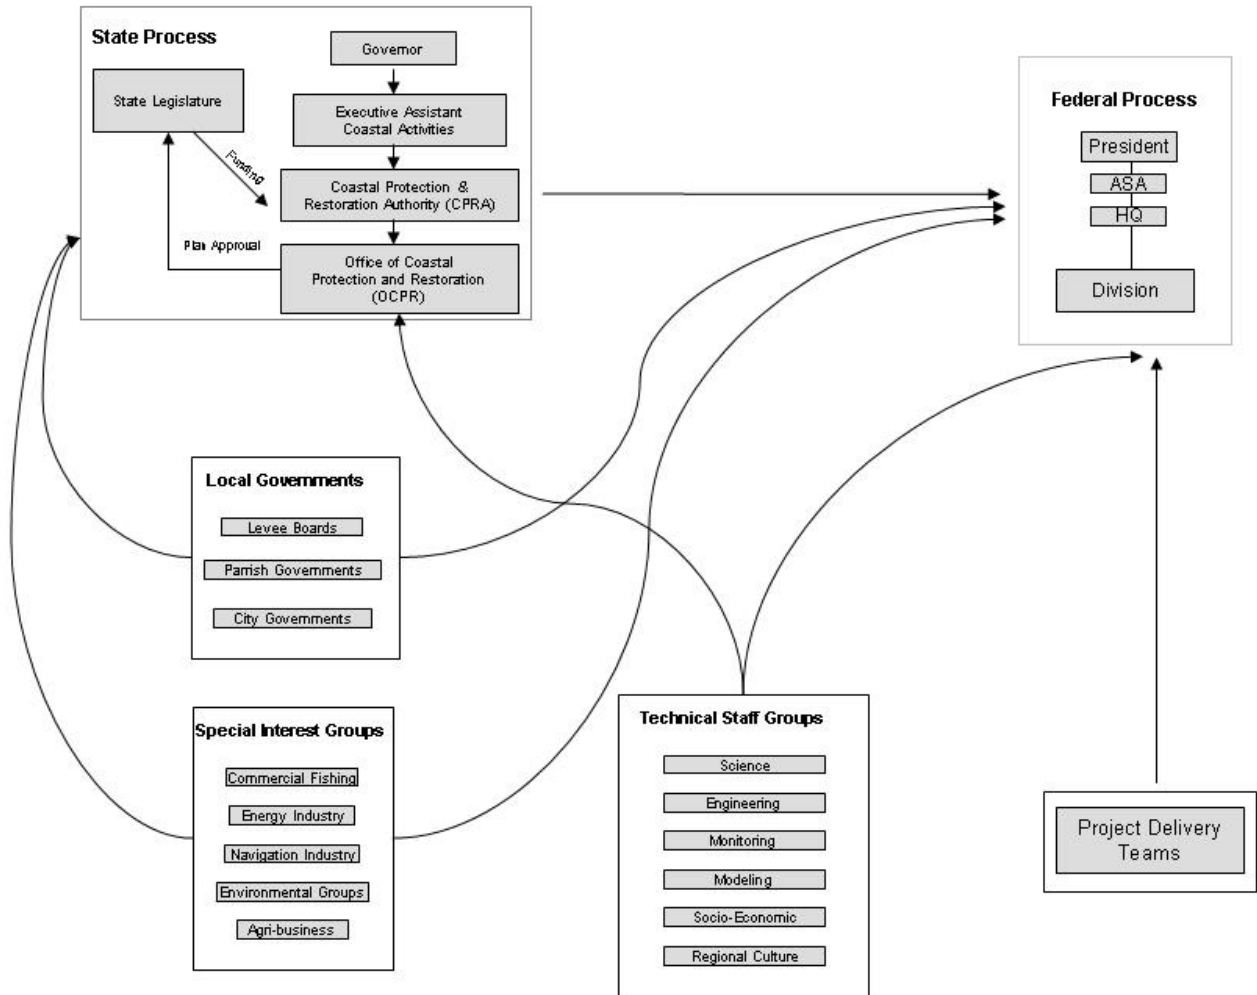 State Process
Governor
State Legislature
Executive Assistant
Coastal Activities
Funding
Coastal Protection &
Restoration Authority (CPRA)
Plan Approval
Office of Coastal
Protection and Restoration
(OCPR)
Federal Process
President
ASA
HQ
Division
Local Governments
Levee Boards
Parrish Governments
City Governments
Special Interest Groups
Commercial Fishing
Energy Industry
Navigation Industry
Environmental Groups
Agri-business
Technical Staff Groups
Science
Engineering
Monitoring
Modeling
Socio-Economic
Regional Culture
Project Delivery
Teams